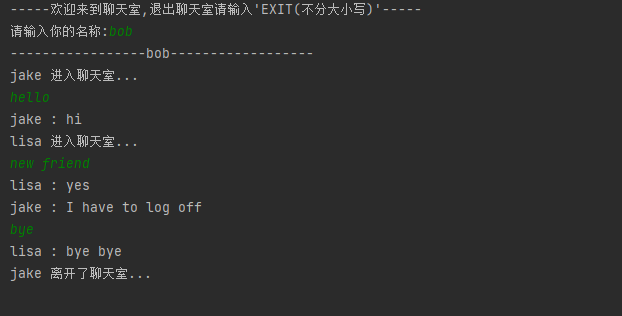 -----欢迎来到聊天室,退出聊天室请输入'EXIT(不分大小写)'-----
请输入你的名称:bob
-----------------bob------------------
jake 进入聊天室...
hello
jake : hi
lisa 进入聊天室...
new friend
lisa : yes
jake : I have to log off
bye
lisa : bye bye
jake 离开了聊天室...